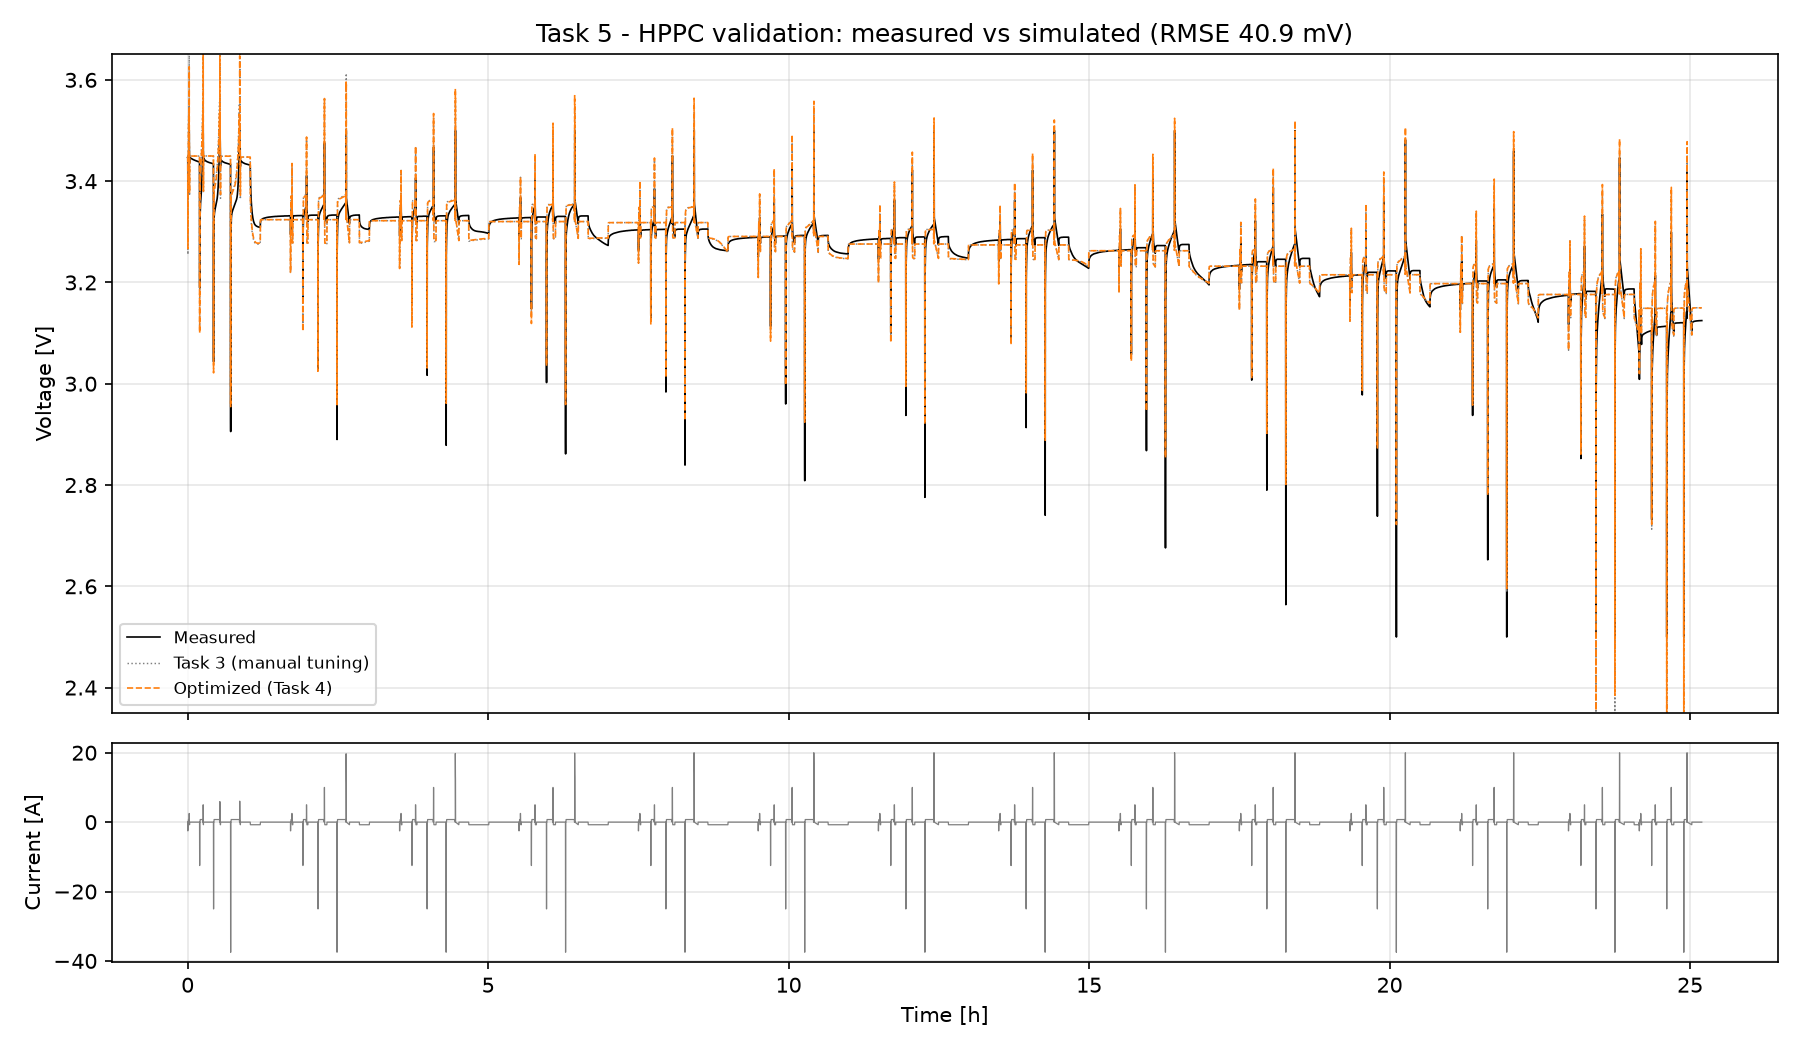 Task 5 - HPPC validation: measured vs simulated (RMSE 40.9 mV)
Voltage [V]
3.6
3.4
3.2
3.0
2.8
2.6
2.4
Measured
Task 3 (manual tuning)
Optimized (Task 4)
Current [A]
20
0
−20
−40
0 5 10 15 20 25
Time [h]